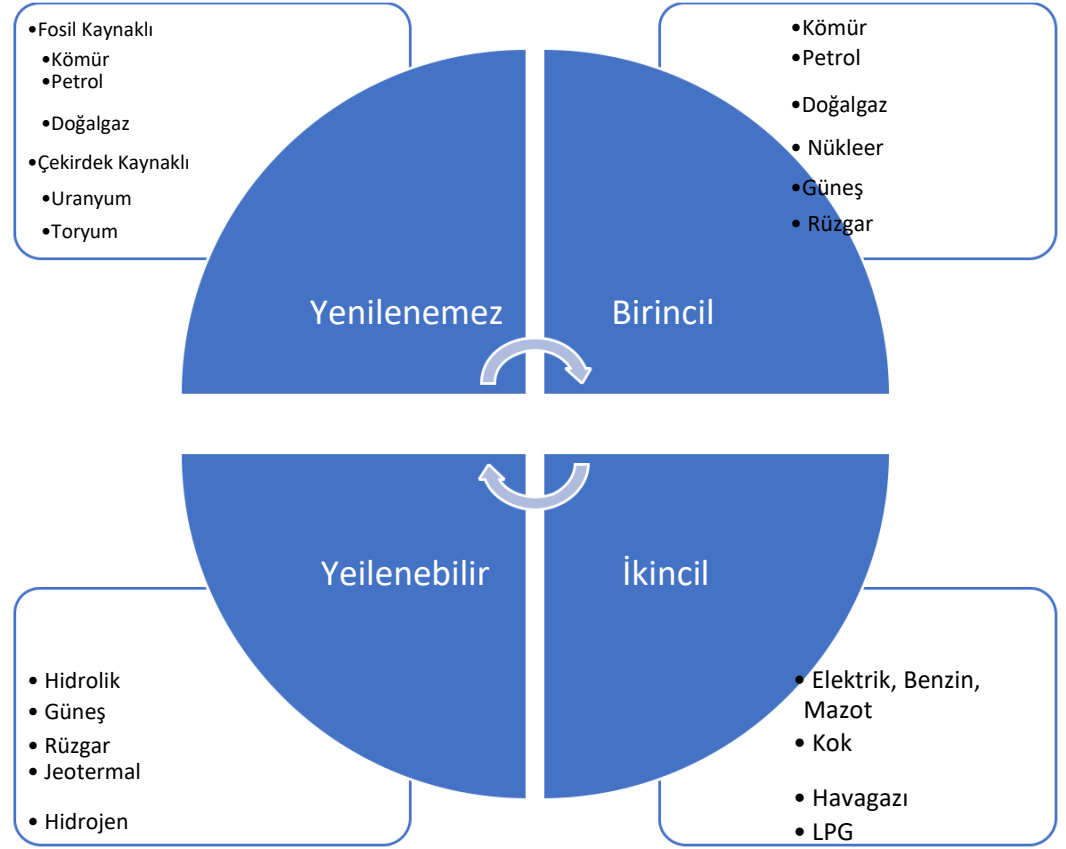 •Fosil Kaynaklı
•Kömür
•Petrol
•Doğalgaz
•Çekirdek Kaynaklı
•Uranyum
•Toryum
•Kömür
•Petrol
•Doğalgaz
• Nükleer
•Güneş
• Rüzgar
Yenilenemez
Birincil
Yeilenebilir
İkincil
• Hidrolik
• Güneş
• Rüzgar
• Jeotermal
• Hidrojen
• Elektrik, Benzin,
Mazot
• Kok
• Havagazı
• LPG